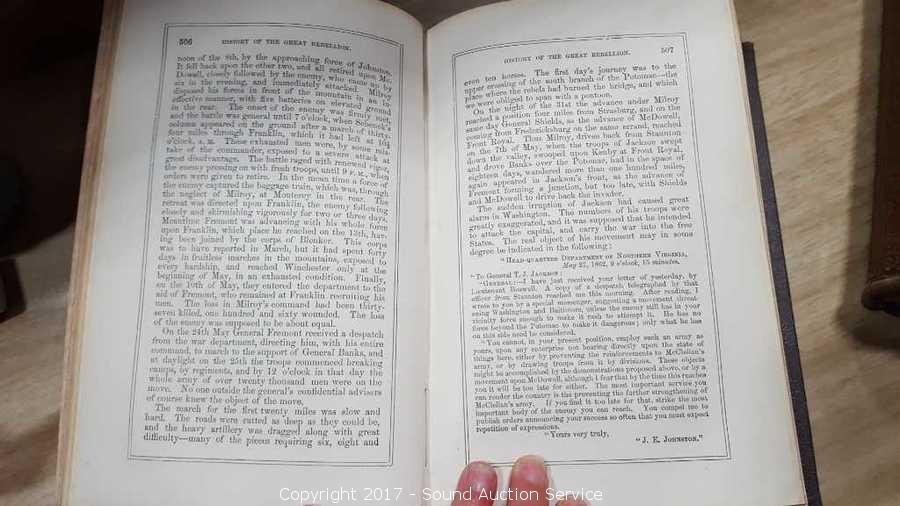 506 HISTORY OF THE GREAT REBELLION.
noon of the 8th, by the approaching force of Johnston.
It fell back upon the other two, and all retired upon Mc-
Dowell, closely followed by the enemy, who came up by
six in the evening, and immediately attacked. Milroy
disposed his forces in front of the mountain in an in-
effective manner, with five batteries on elevated ground
in the rear. The onset of the enemy was firmly met,
and the battle was general until 7 o'clock, when Schenck's
column appeared on the ground after a march of thirty-
four miles through Franklin, which it had left at 10½
o'clock, A. M. These exhausted men were, by some mis-
take of the commander, exposed to a severe attack at
great disadvantage. The battle raged with renewed vigor,
the enemy pressing on with fresh troops, until 9 P. M., when
orders were given to retire. In the mean time a force of
the enemy captured the baggage train, which was, through
the neglect of Milroy, at Monterey in the rear. The
retreat was directed upon Franklin, the enemy following
closely and skirmishing vigorously for two or three days.
Meantime Fremont was advancing with his whole force
upon Franklin, which place he reached on the 13th, hav-
ing been joined by the corps of Blenker. This corps
was to have reported in March, but it had spent forty
days in fruitless marches in the mountains, exposed to
every hardship, and reached Winchester only at the
beginning of May, in an exhausted condition. Finally,
on the 10th of May, they entered the department to the
aid of Fremont, who remained at Franklin recruiting his
men. The loss in Milroy's command had been thirty-
seven killed, one hundred and sixty wounded. The loss
of the enemy was supposed to be about equal.
On the 24th May General Fremont received a despatch
from the war department, directing him, with his entire
command, to march to the support of General Banks, and
at daylight on the 25th the troops commenced breaking
camps, by regiments, and by 12 o'clock in that day the
whole army of over twenty thousand men were on the
move. No one outside the general's confidential advisers
of course knew the object of the move.
The march for the first twenty miles was slow and
hard. The roads were rutted as deep as they could be,
and the heavy artillery was dragged along with great
difficulty—many of the pieces requiring six, eight and
HISTORY OF THE GREAT REBELLION. 507
even ten horses. The first day's journey was to the
upper crossing of the south branch of the Potomac—the
place where the rebels had burned the bridge, and which
we were obliged to span with a pontoon.
On the night of the 31st the advance under Milroy
reached a position four miles from Strasburg, and on the
same day General Shields, as the advance of McDowell,
coming from Fredericksburg on the same errand, reached
Front Royal. Thus Milroy, driven back from Staunton
on the 7th of May, when the troops of Jackson swept
down the valley, swooped upon Kenly at Front Royal,
and drove Banks over the Potomac, had in the space of
eighteen days, wandered more than one hundred miles,
again appeared in Jackson's front, as the advance of
Fremont forming a junction, but too late, with Shields
and McDowell to drive back the invader.
The sudden irruption of Jackson had caused great
alarm in Washington. The numbers of his troops were
greatly exaggerated, and it was supposed that he intended
to attack the capital, and carry the war into the free
States. The real object of his movement may in some
degree be indicated in the following:
"HEAD-QUARTERS DEPARTMENT OF NORTHERN VIRGINIA,
May 27, 1862, 9 o'clock, 15 minutes.
"To General T. J. JACKSON:
"GENERAL:—I have just received your letter of yesterday, by
Lieutenant Boswell. A copy of a despatch telegraphed by that
officer from Staunton reached me this morning. After reading, I
wrote to you by a special messenger, suggesting a movement threat-
ening Washington and Baltimore, unless the enemy still has in your
vicinity force enough to make it rash to attempt it. He has no
force beyond the Potomac to make it dangerous; only what he has
on this side need be considered.
"You cannot, in your present position, employ such an army as
yours, upon any enterprise not bearing directly upon the state of
things here, either by preventing the reinforcements to McClellan's
army, or by drawing troops from it by divisions. These objects
might be accomplished by the demonstrations proposed above, or by a
movement upon McDowell, although I fear that by the time this reaches
you it will be too late for either. The most important service you
can render the country is the preventing the further strengthening of
McClellan's army. If you find it too late for that, strike the most
important body of the enemy you can reach. You compel me to
publish orders announcing your success so often that you must expect
repetition of expressions.
"Yours very truly,
"J. E. JOHNSTON."
Copyright 2017 - Sound Auction Service